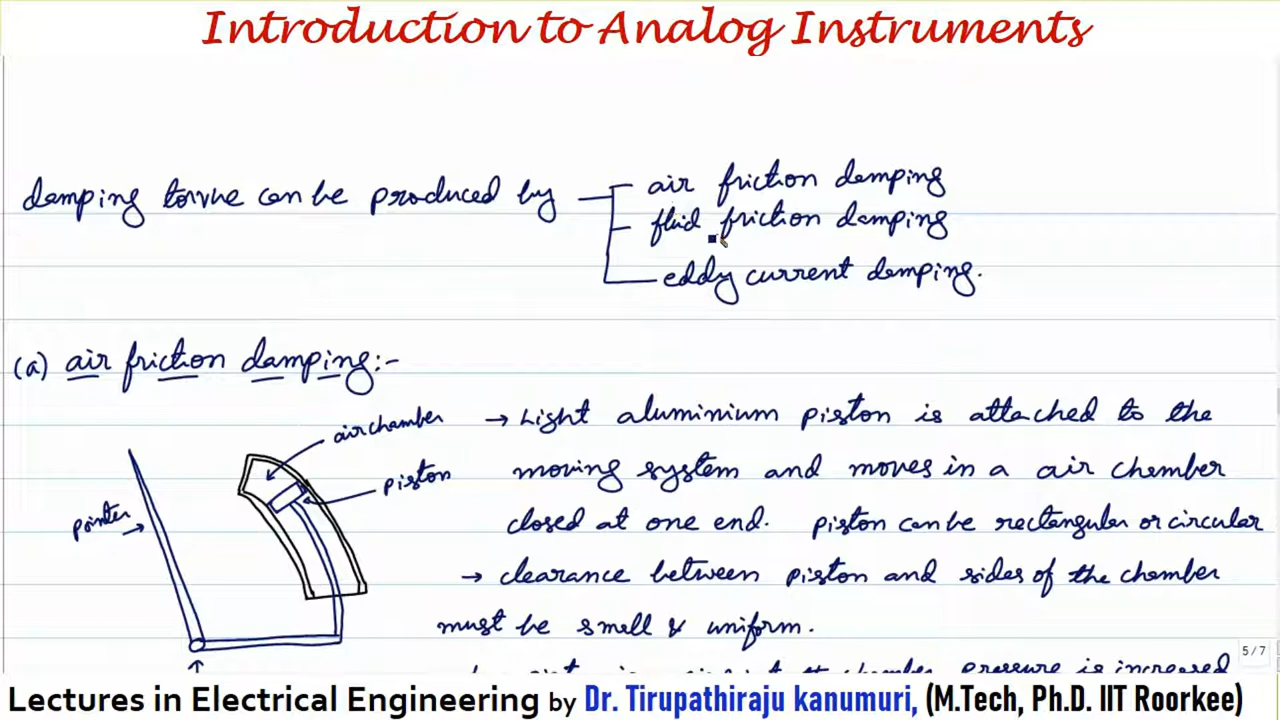 Introduction to Analog Instruments
damping torque can be produced by
air friction damping
fluid friction damping
eddy current damping.
(a) air friction damping:-
air chamber
piston
pointer
→ Light aluminium piston is attached to the
moving system and moves in a air chamber
closed at one end. piston can be rectangular or circular
→ clearance between piston and sides of the chamber
must be small & uniform.
chamber pressure is increased
5 / 7
Lectures in Electrical Engineering by Dr. Tirupathiraju kanumuri, (M.Tech, Ph.D. IIT Roorkee)